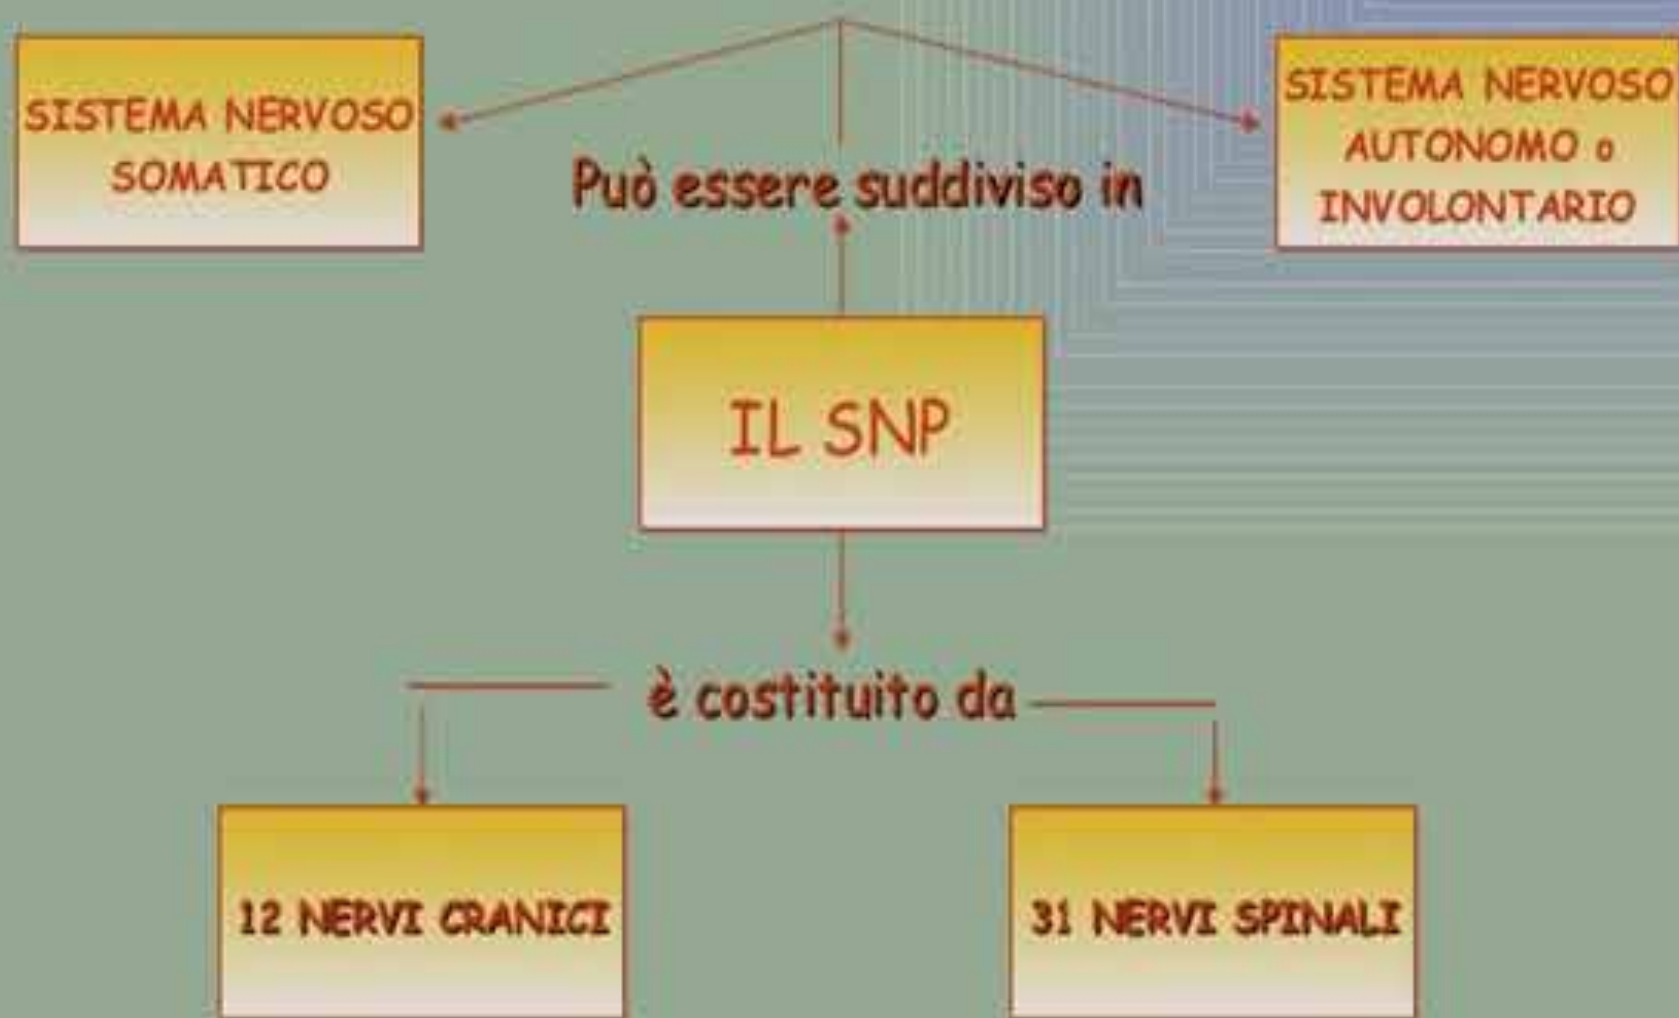 SISTEMA NERVOSO
SOMATICO
SISTEMA NERVOSO
AUTONOMO o
INVOLONTARIO
Può essere suddiviso in
IL SNP
è costituito da
12 NERVI CRANICI
31 NERVI SPINALI